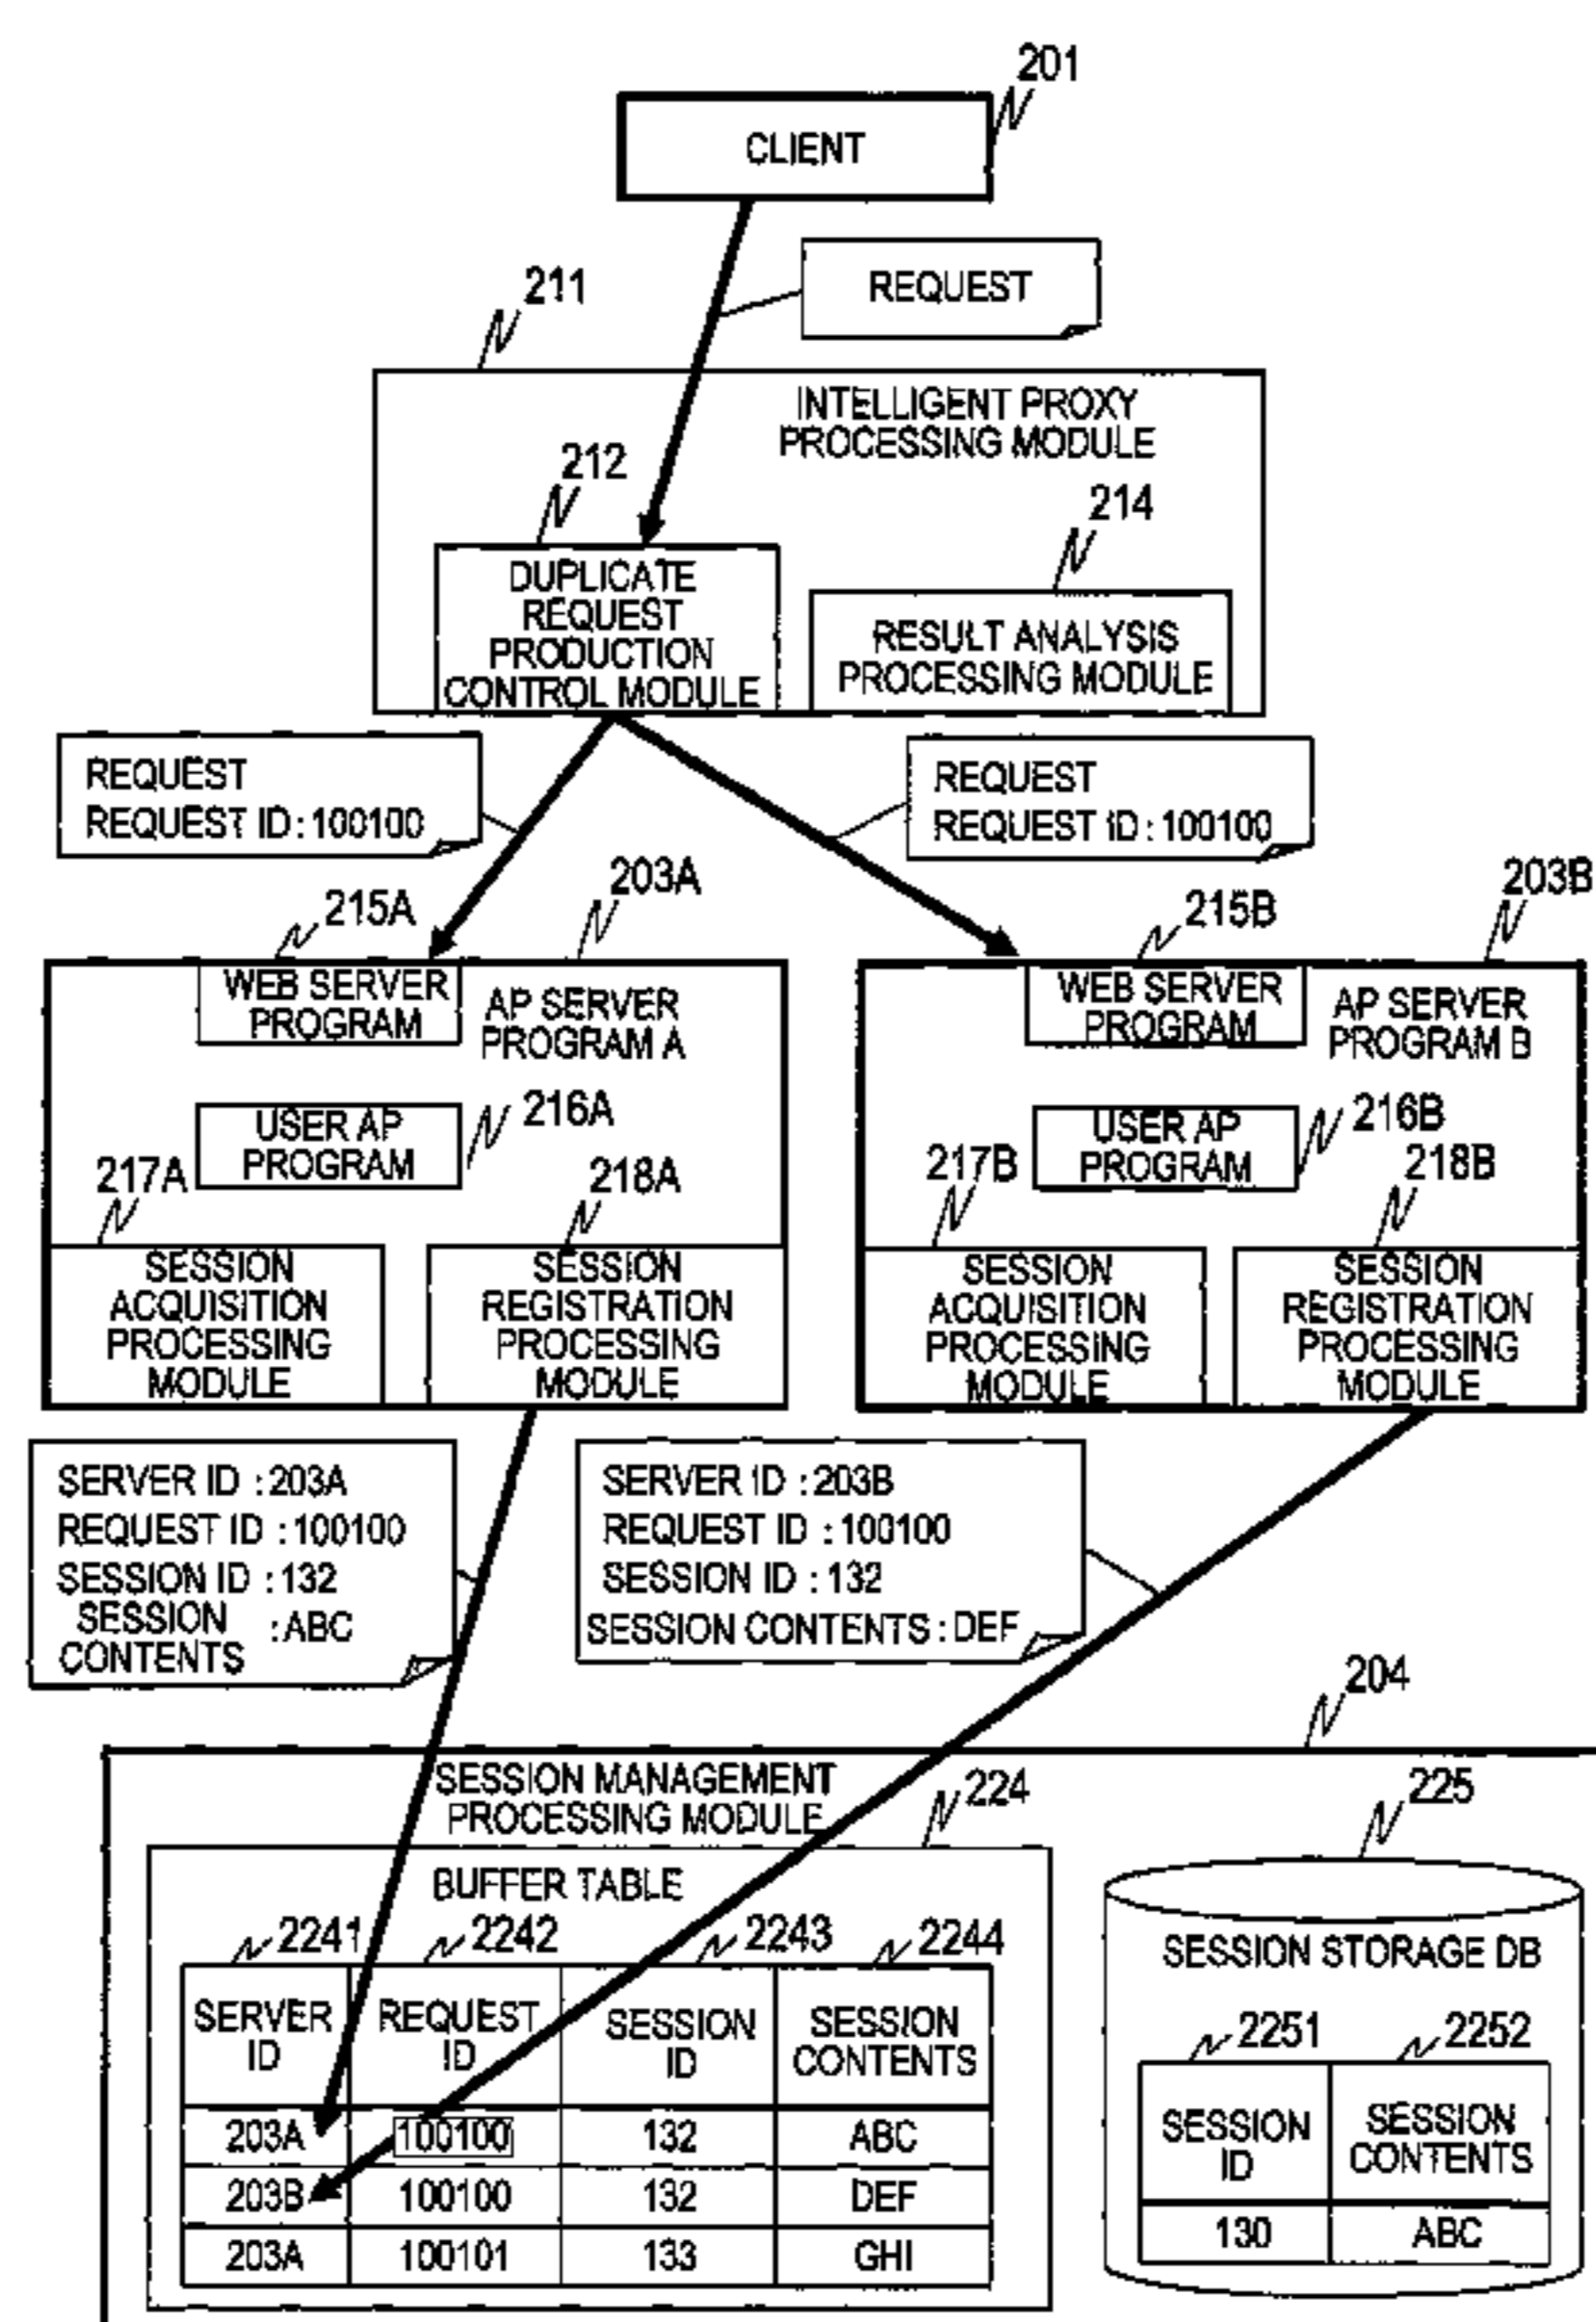 201
CLIENT
REQUEST
211
INTELLIGENT PROXY
PROCESSING MODULE
212
214
DUPLICATE
REQUEST
PRODUCTION
CONTROL MODULE
RESULT ANALYSIS
PROCESSING MODULE
REQUEST
REQUEST ID : 100100
REQUEST
REQUEST ID : 100100
215A
203A
215B
203B
WEB SERVER
PROGRAM
AP SERVER
PROGRAM A
WEB SERVER
PROGRAM
AP SERVER
PROGRAM B
USER AP
PROGRAM
216A
USER AP
PROGRAM
216B
217A
218A
217B
218B
SESSION
ACQUISITION
PROCESSING
MODULE
SESSION
REGISTRATION
PROCESSING
MODULE
SESSION
ACQUISITION
PROCESSING
MODULE
SESSION
REGISTRATION
PROCESSING
MODULE
SERVER ID : 203A
REQUEST ID : 100100
SESSION ID : 132
SESSION
CONTENTS : ABC
SERVER ID : 203B
REQUEST ID : 100100
SESSION ID : 132
SESSION CONTENTS : DEF
204
SESSION MANAGEMENT
PROCESSING MODULE
224
225
BUFFER TABLE
2241 2242 2243 2244
SERVER
ID
REQUEST
ID
SESSION
ID
SESSION
CONTENTS
203A 100100 132 ABC
203B 100100 132 DEF
203A 100101 133 GHI
SESSION STORAGE DB
2251 2252
SESSION
ID
SESSION
CONTENTS
130 ABC